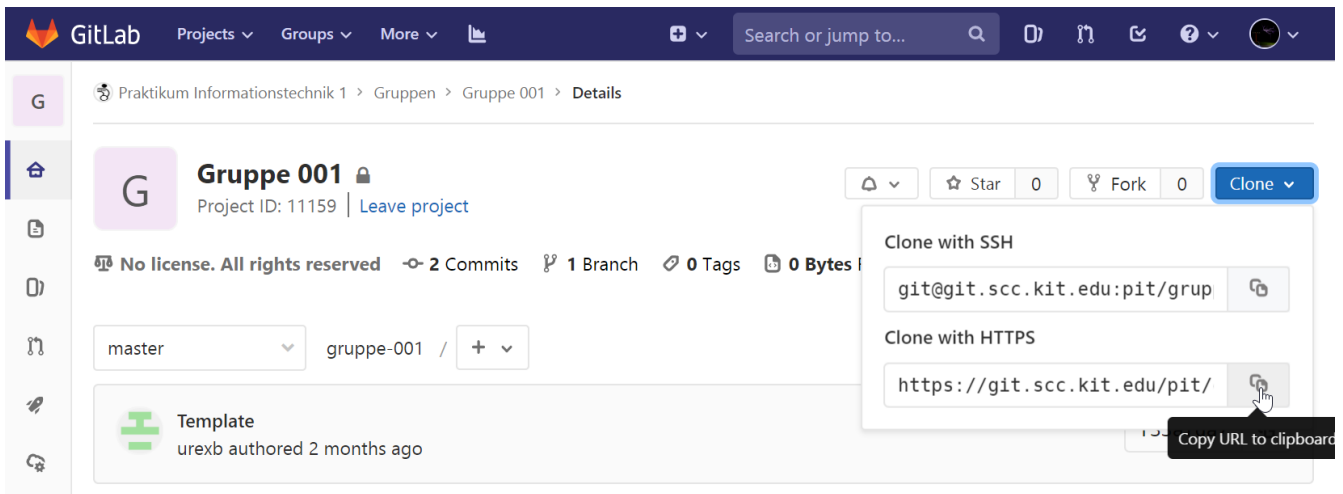 GitLab Projects Groups More Search or jump to...
G Praktikum Informationstechnik 1 > Gruppen > Gruppe 001 > Details
G Gruppe 001
Project ID: 11159 Leave project
Star 0 Fork 0 Clone
No license. All rights reserved 2 Commits 1 Branch 0 Tags 0 Bytes
Clone with SSH
git@git.scc.kit.edu:pit/grup
Clone with HTTPS
https://git.scc.kit.edu/pit/
Copy URL to clipboard
master gruppe-001 / +
Template
urexb authored 2 months ago